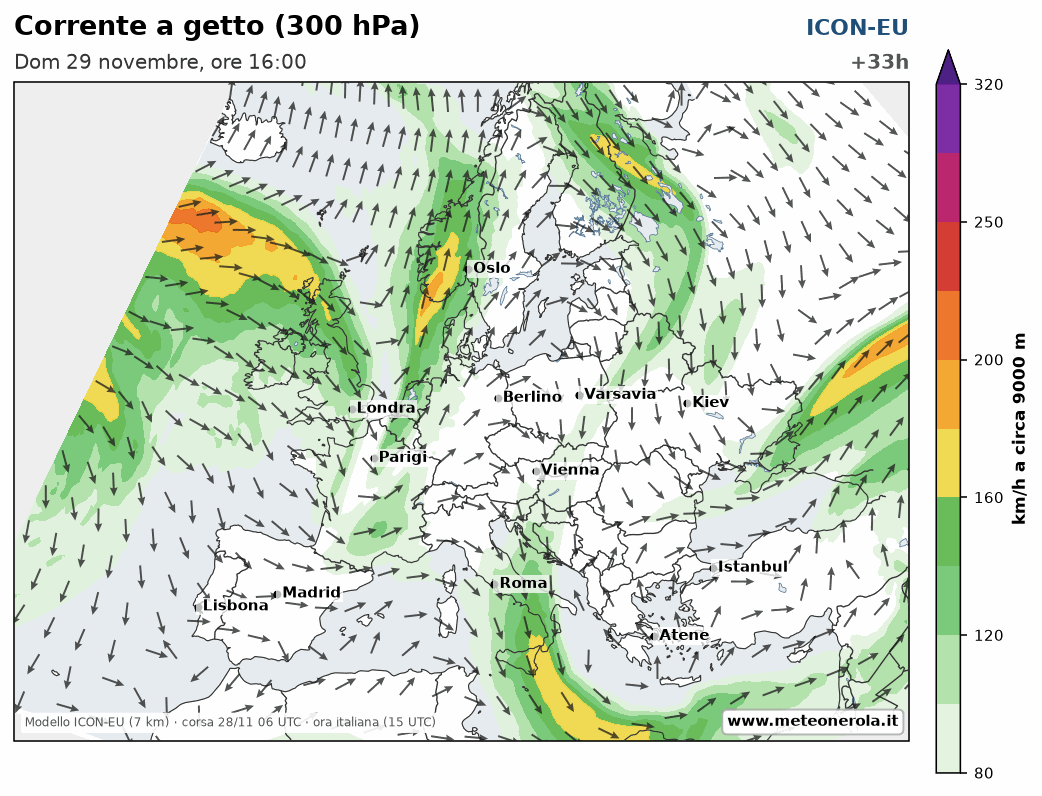 Corrente a getto (300 hPa)
ICON-EU
Dom 29 novembre, ore 16:00
+33h
320
250
200
160
120
80
km/h a circa 9000 m
Oslo
Londra
Berlino
Varsavia
Kiev
Parigi
Vienna
Istanbul
Roma
Madrid
Lisbona
Atene
Modello ICON-EU (7 km) · corsa 28/11 06 UTC · ora italiana (15 UTC)
www.meteonerola.it